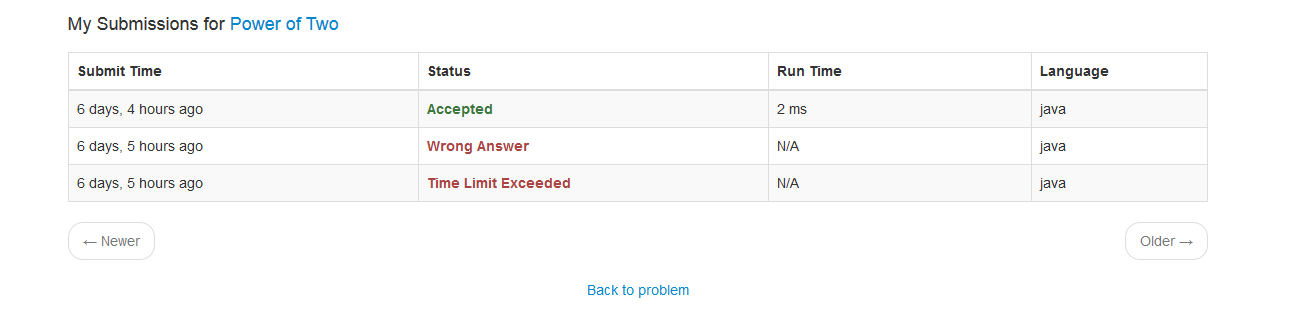 My Submissions for Power of Two
Submit Time Status Run Time Language
6 days, 4 hours ago Accepted 2 ms java
6 days, 5 hours ago Wrong Answer N/A java
6 days, 5 hours ago Time Limit Exceeded N/A java
← Newer Older →
Back to problem